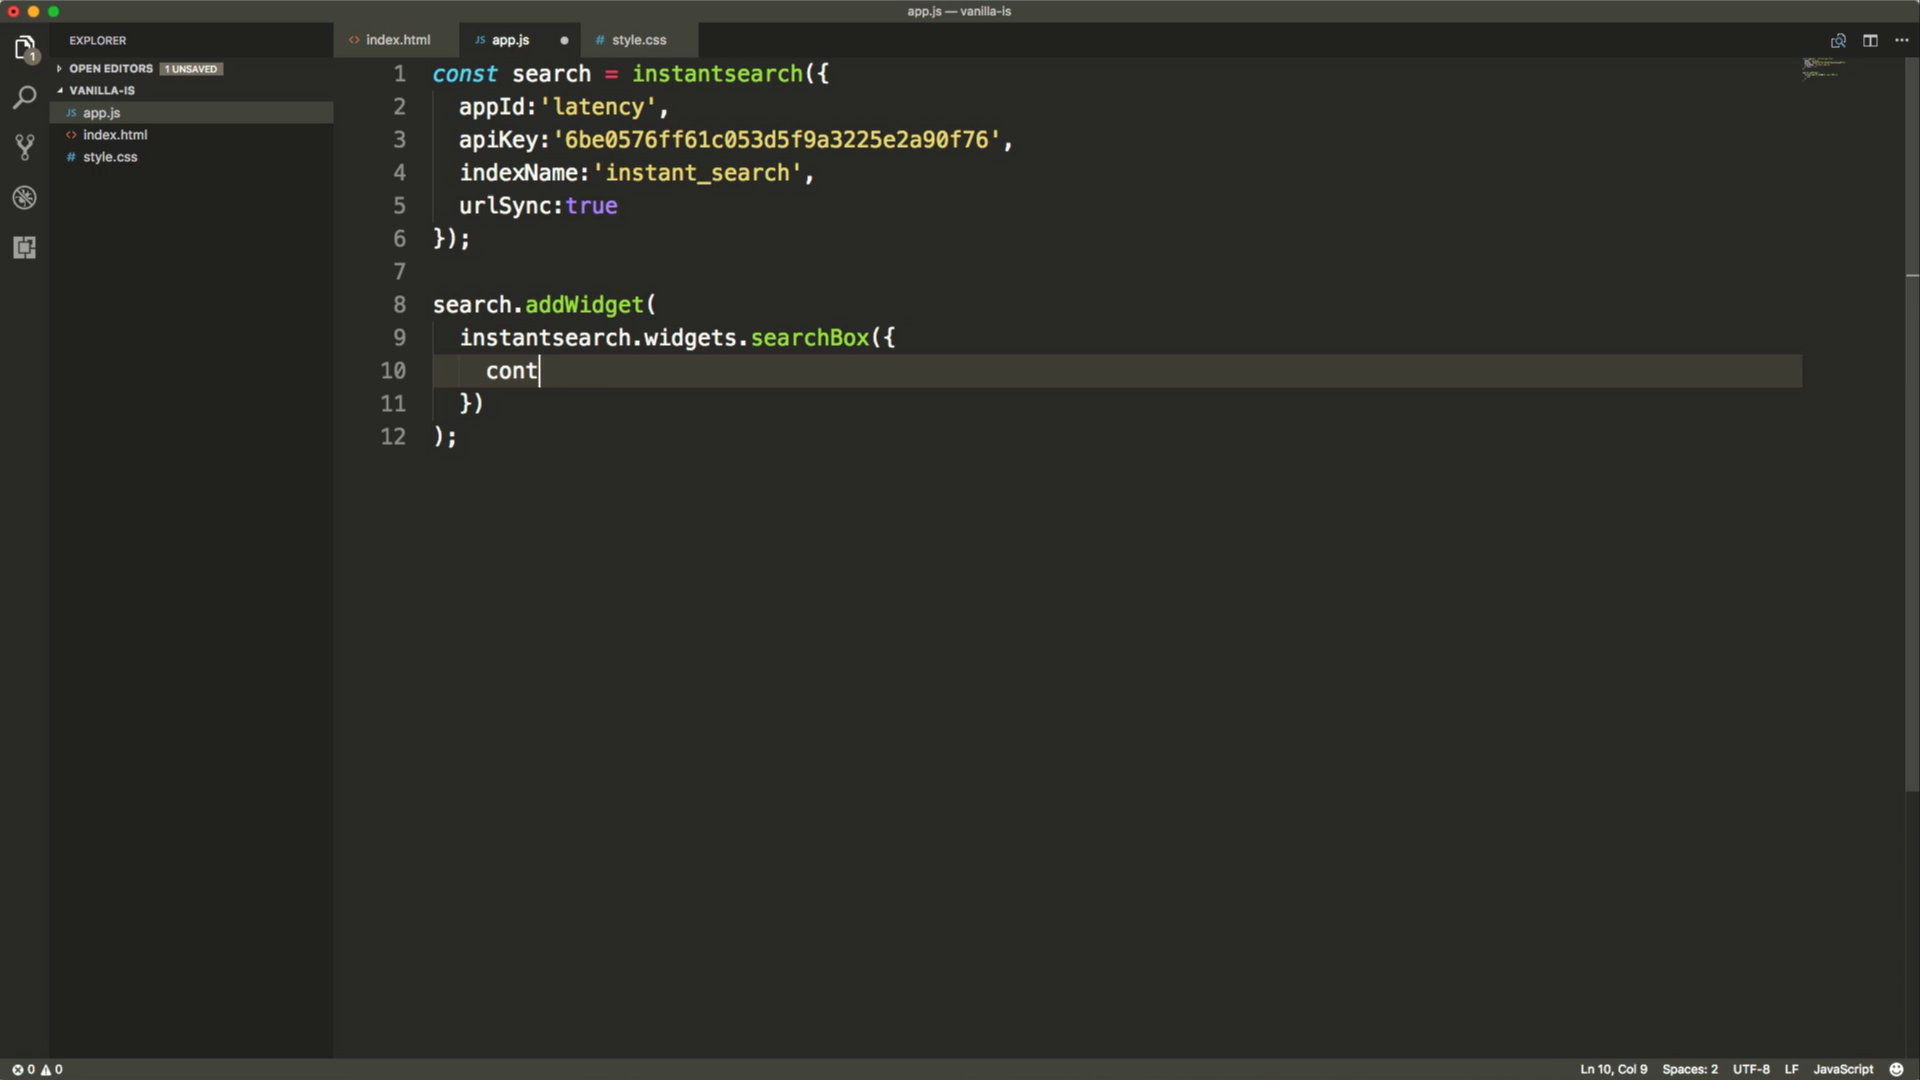 app.js — vanilla-is
EXPLORER
index.html
JS app.js
# style.css
OPEN EDITORS 1 UNSAVED
VANILLA-IS
JS app.js
index.html
# style.css
1
1 const search = instantsearch({
2 appId:'latency',
3 apiKey:'6be0576ff61c053d5f9a3225e2a90f76',
4 indexName:'instant_search',
5 urlSync:true
6 });
7
8 search.addWidget(
9 instantsearch.widgets.searchBox({
10 cont
11 })
12 );
0 0
Ln 10, Col 9 Spaces: 2 UTF-8 LF JavaScript